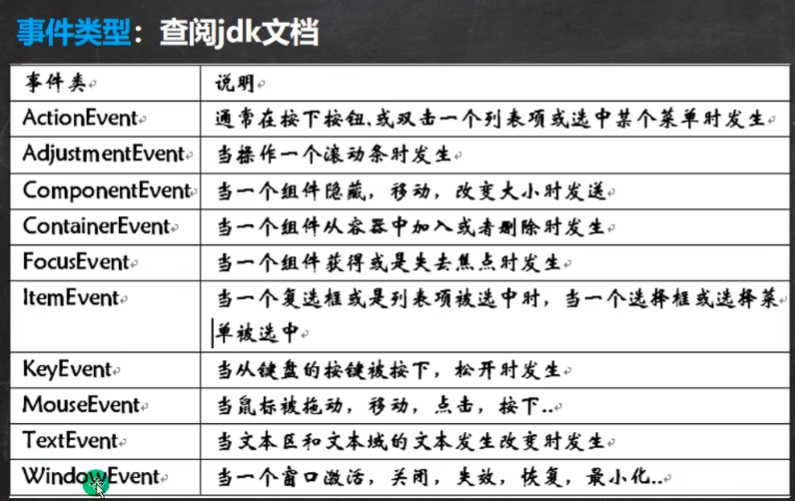 事件类型：查阅jdk文档
事件类 说明
ActionEvent 通常在按下按钮,或双击一个列表项或选中某个菜单时发生
AdjustmentEvent 当操作一个滚动条时发生
ComponentEvent 当一个组件隐藏，移动，改变大小时发送
ContainerEvent 当一个组件从容器中加入或者删除时发生
FocusEvent 当一个组件获得或是失去焦点时发生
ItemEvent 当一个复选框或是列表项被选中时，当一个选择框或选择菜
单被选中
KeyEvent 当从键盘的按键被按下，松开时发生
MouseEvent 当鼠标被拖动，移动，点击，按下..
TextEvent 当文本区和文本域的文本发生改变时发生
WindowEvent 当一个窗口激活，关闭，失效，恢复，最小化..